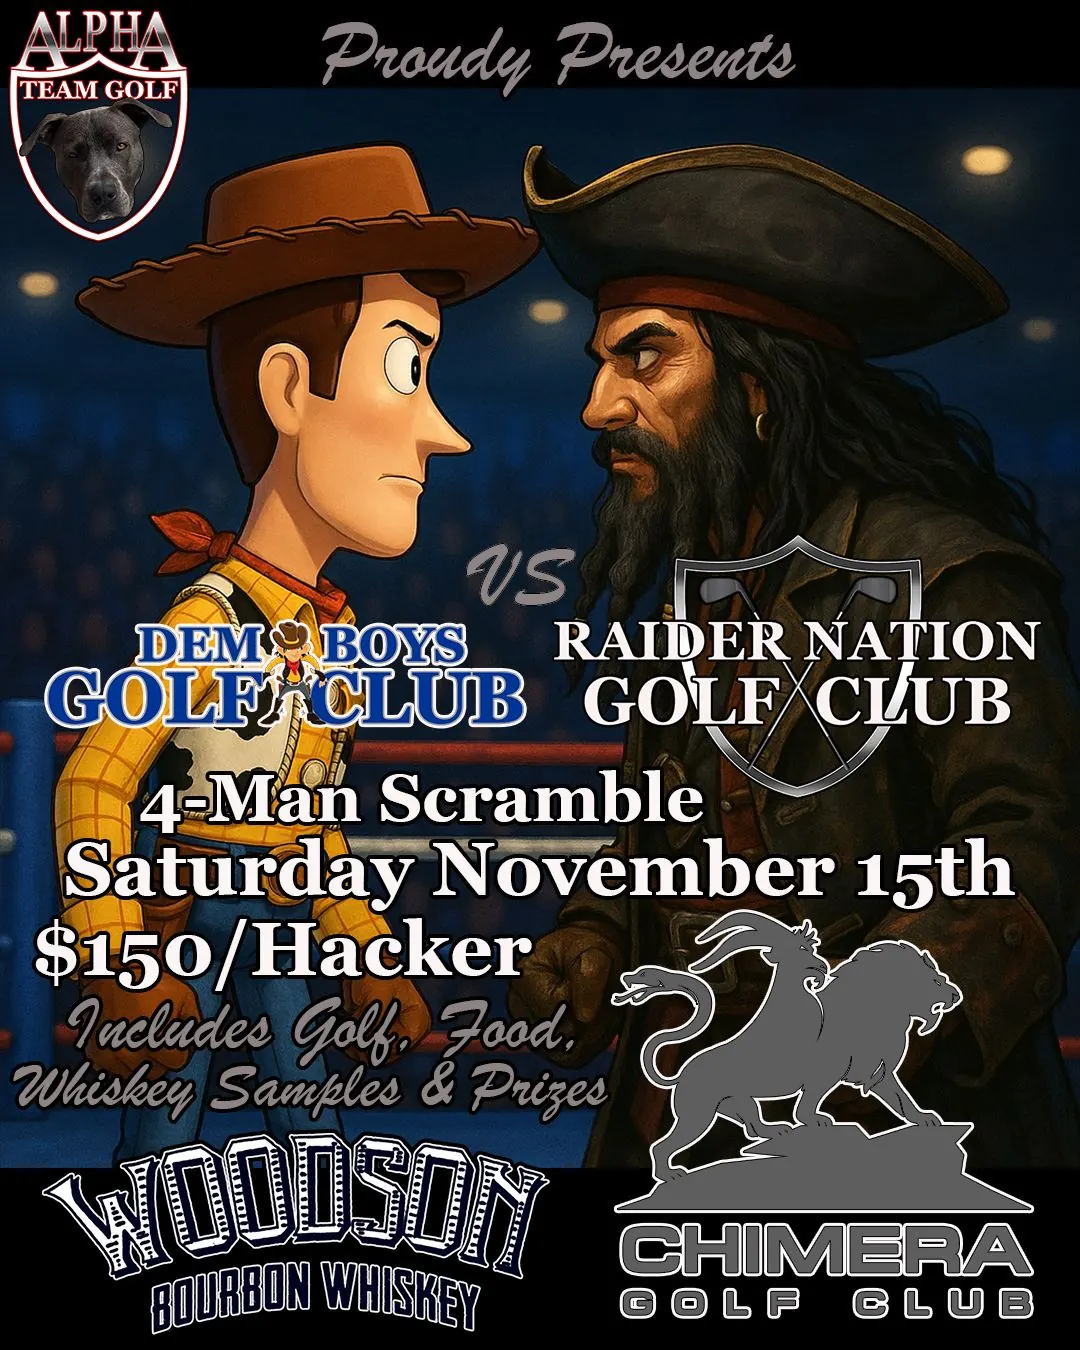 ALPHA
TEAM GOLF
Proudy Presents
VS
DEM BOYS
GOLF CLUB
RAIDER NATION
GOLF CLUB
4-Man Scramble
Saturday November 15th
$150/Hacker
Includes Golf, Food,
Whiskey Samples & Prizes
WOODSON
BOURBON WHISKEY
CHIMERA
GOLF CLUB